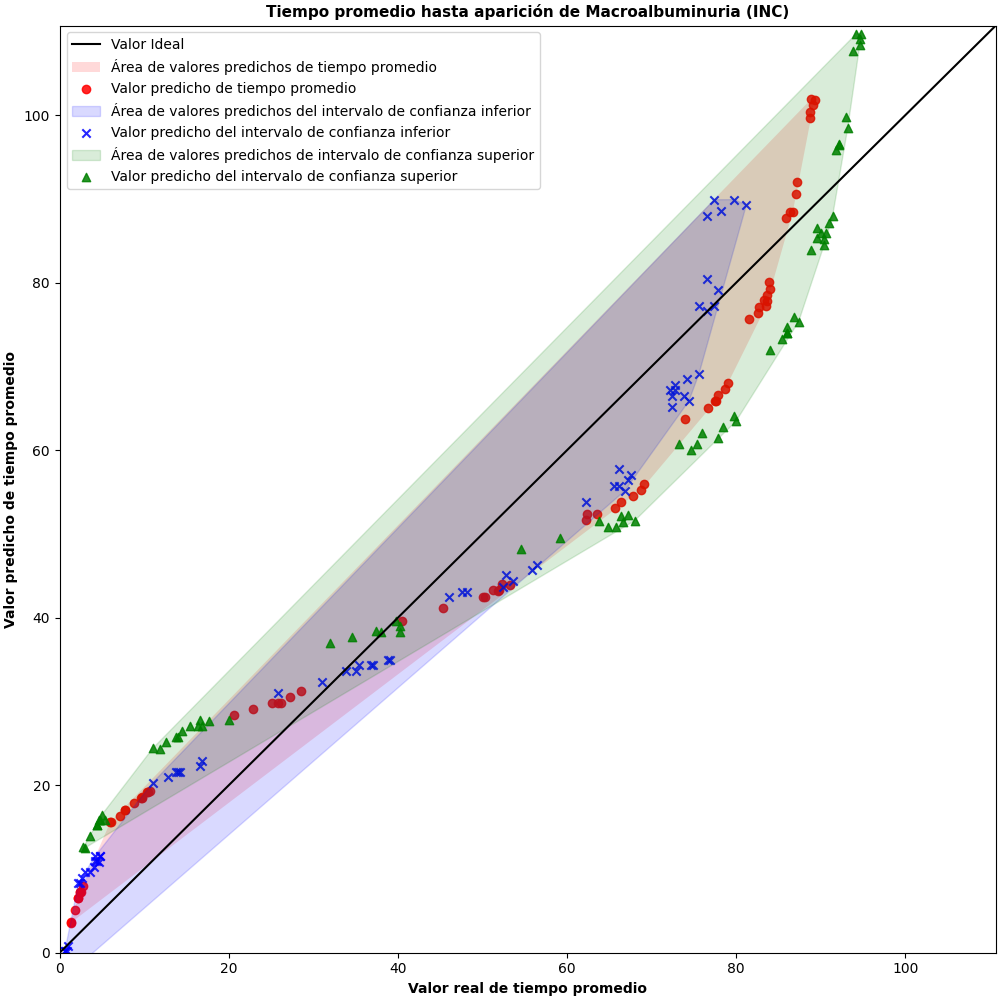 Tiempo promedio hasta aparición de Macroalbuminuria (INC)
Valor Ideal
Área de valores predichos de tiempo promedio
Valor predicho de tiempo promedio
Área de valores predichos del intervalo de confianza inferior
Valor predicho del intervalo de confianza inferior
Área de valores predichos de intervalo de confianza superior
Valor predicho del intervalo de confianza superior
Valor predicho de tiempo promedio
100
80
60
40
20
0
0 20 40 60 80 100
Valor real de tiempo promedio